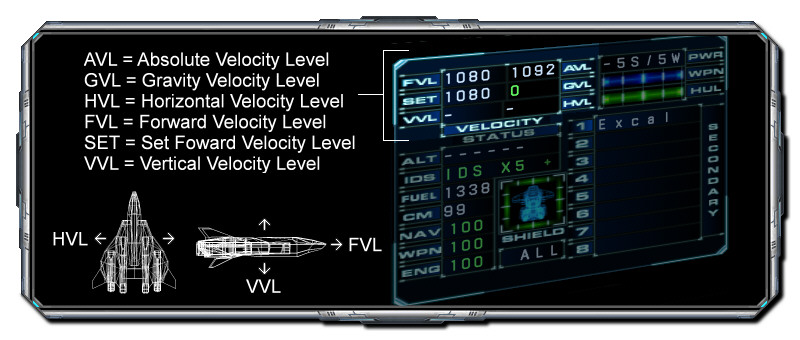 AVL = Absolute Velocity Level
GVL = Gravity Velocity Level
HVL = Horizontal Velocity Level
FVL = Forward Velocity Level
SET = Set Foward Velocity Level
VVL = Vertical Velocity Level
HVL
FVL
VVL
FVL 1080 1092 AVL -5S/5W PWR
SET 1080 0 GVL WPN
VVL - - HVL HUL
VELOCITY
STATUS
ALT ------
IDS IDS X5 +
FUEL 1338
CM 99
NAV 100
WPN 100
ENG 100
SHIELD
ALL
1 Excal
2
3
4
5
6
7
8
SECONDARY